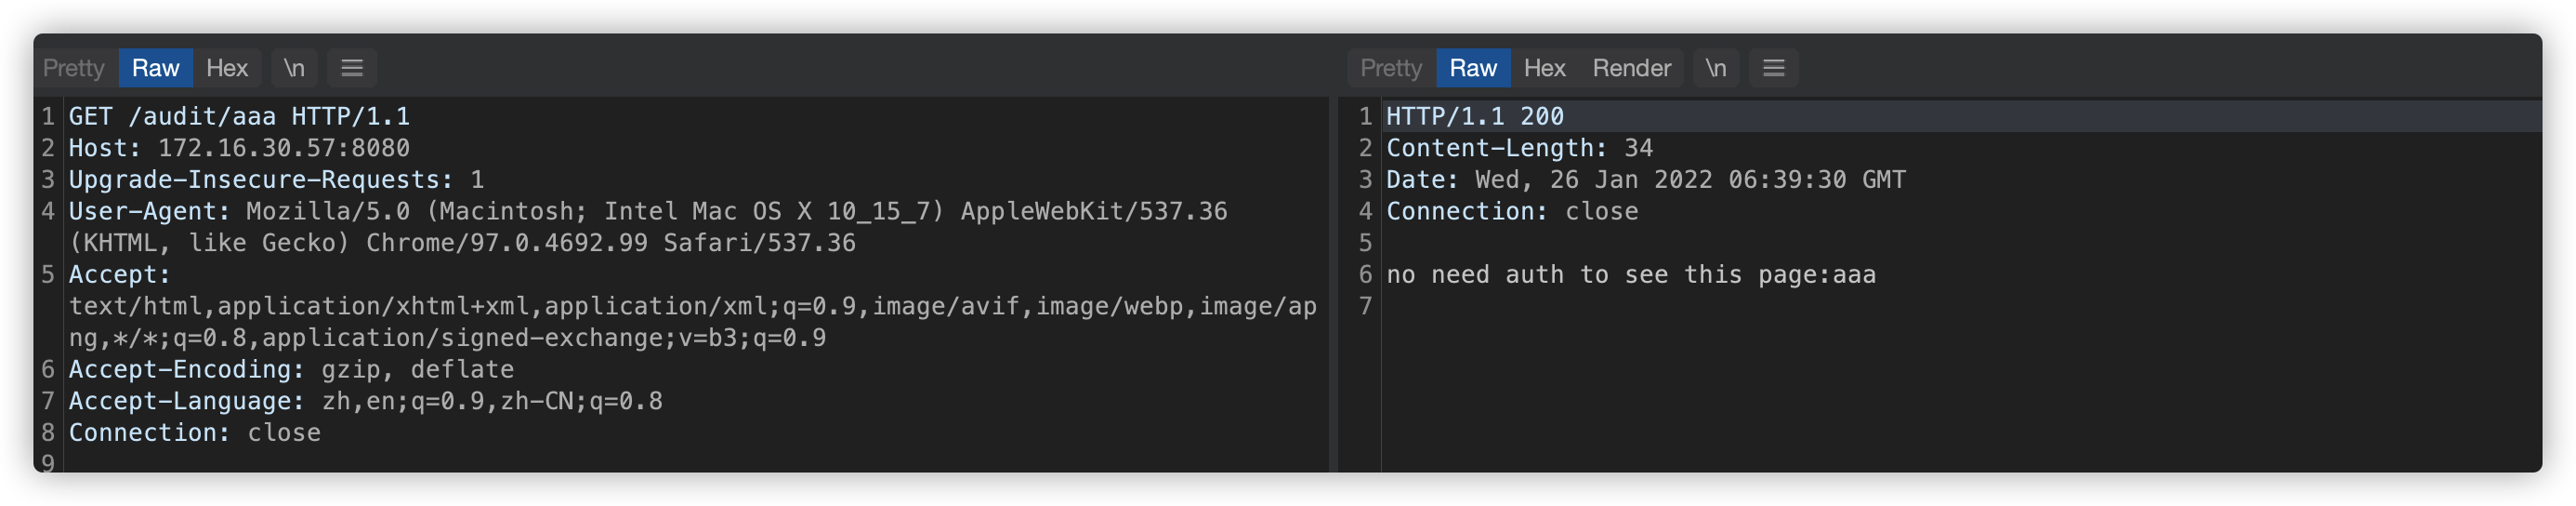 Pretty Raw Hex \n
1 GET /audit/aaa HTTP/1.1
2 Host: 172.16.30.57:8080
3 Upgrade-Insecure-Requests: 1
4 User-Agent: Mozilla/5.0 (Macintosh; Intel Mac OS X 10_15_7) AppleWebKit/537.36
(KHTML, like Gecko) Chrome/97.0.4692.99 Safari/537.36
5 Accept:
text/html,application/xhtml+xml,application/xml;q=0.9,image/avif,image/webp,image/ap
ng,*/*;q=0.8,application/signed-exchange;v=b3;q=0.9
6 Accept-Encoding: gzip, deflate
7 Accept-Language: zh,en;q=0.9,zh-CN;q=0.8
8 Connection: close
9
Pretty Raw Hex Render \n
1 HTTP/1.1 200
2 Content-Length: 34
3 Date: Wed, 26 Jan 2022 06:39:30 GMT
4 Connection: close
5
6 no need auth to see this page:aaa
7